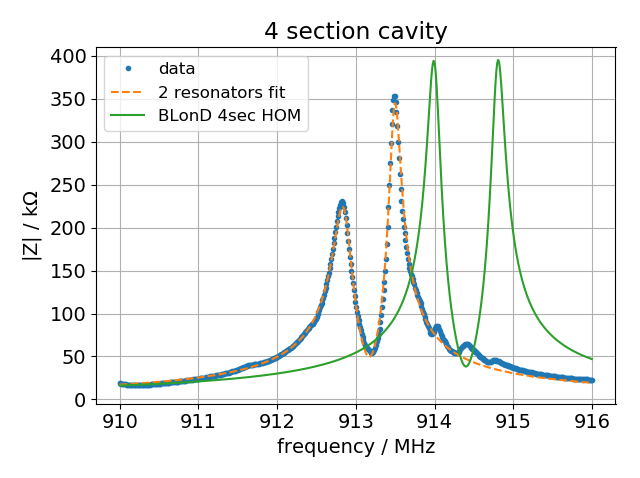 4 section cavity
data
2 resonators fit
BLonD 4sec HOM
400
350
300
250
200
150
100
50
0
|Z| / kΩ
910 911 912 913 914 915 916
frequency / MHz